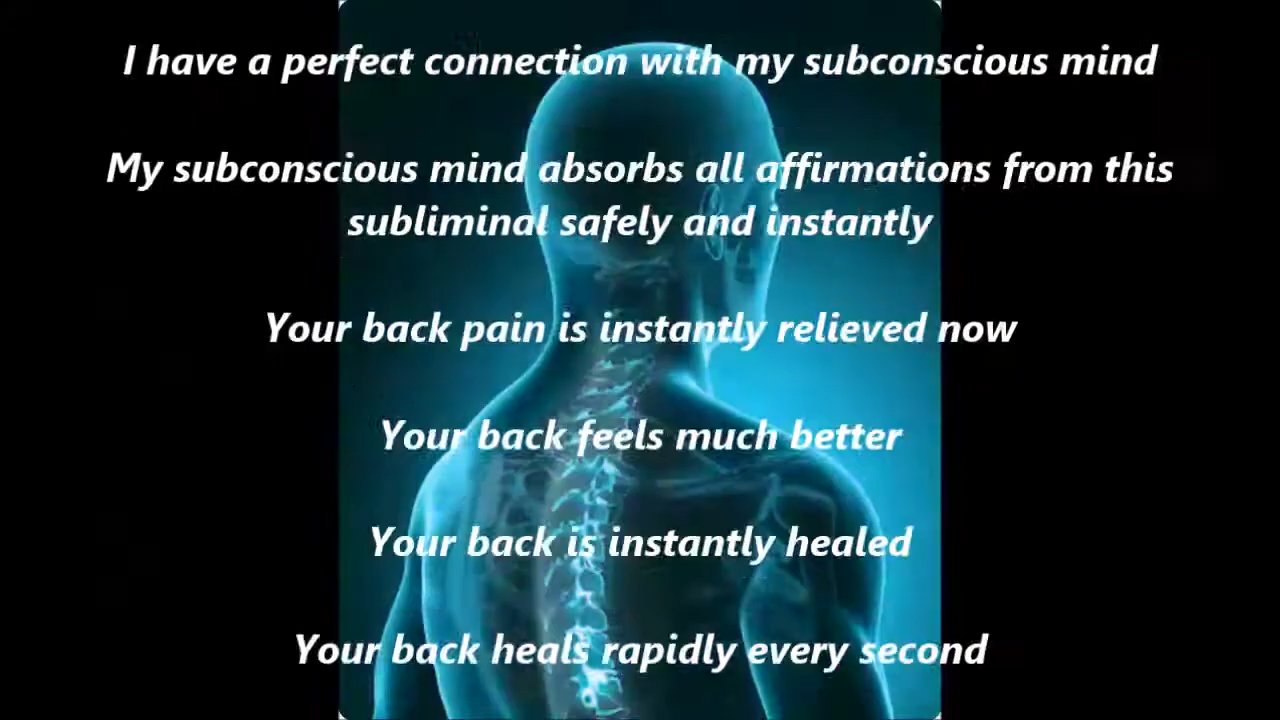 I have a perfect connection with my subconscious mind
My subconscious mind absorbs all affirmations from this
subliminal safely and instantly
Your back pain is instantly relieved now
Your back feels much better
Your back is instantly healed
Your back heals rapidly every second